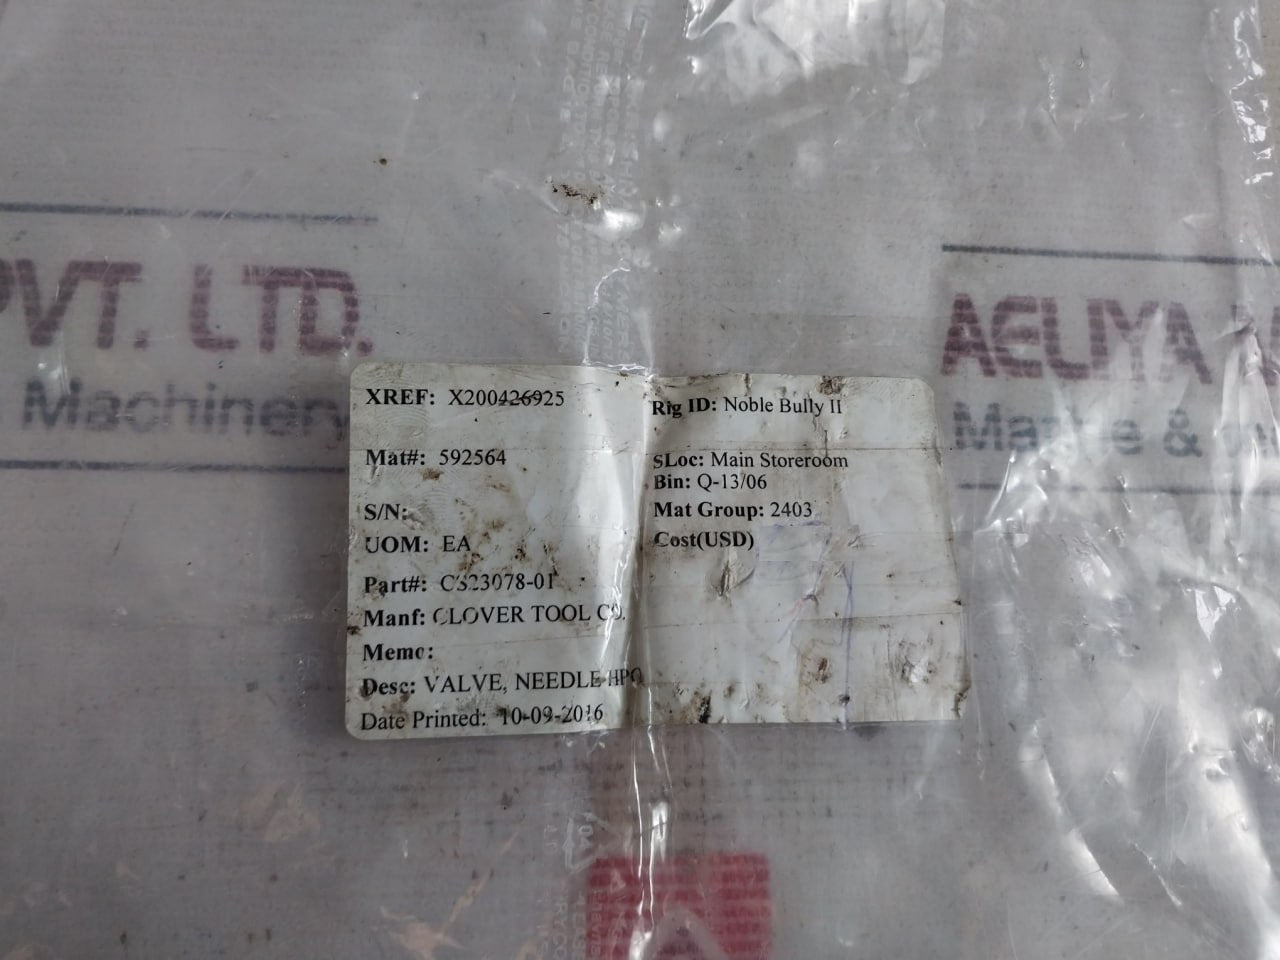 PVT. LTD.
Machinery
AELIYA
& 
XREF: X200426925
Mat#: 592564
S/N:
UOM: EA
Part#: CS23078-01
Manf: CLOVER TOOL CO.
Memo:
Desc: VALVE, NEEDLE HPO
Date Printed: 10-09-2016
Rig ID: Noble Bully II
SLoc: Main Storeroom
Bin: Q-13/06
Mat Group: 2403
Cost(USD)